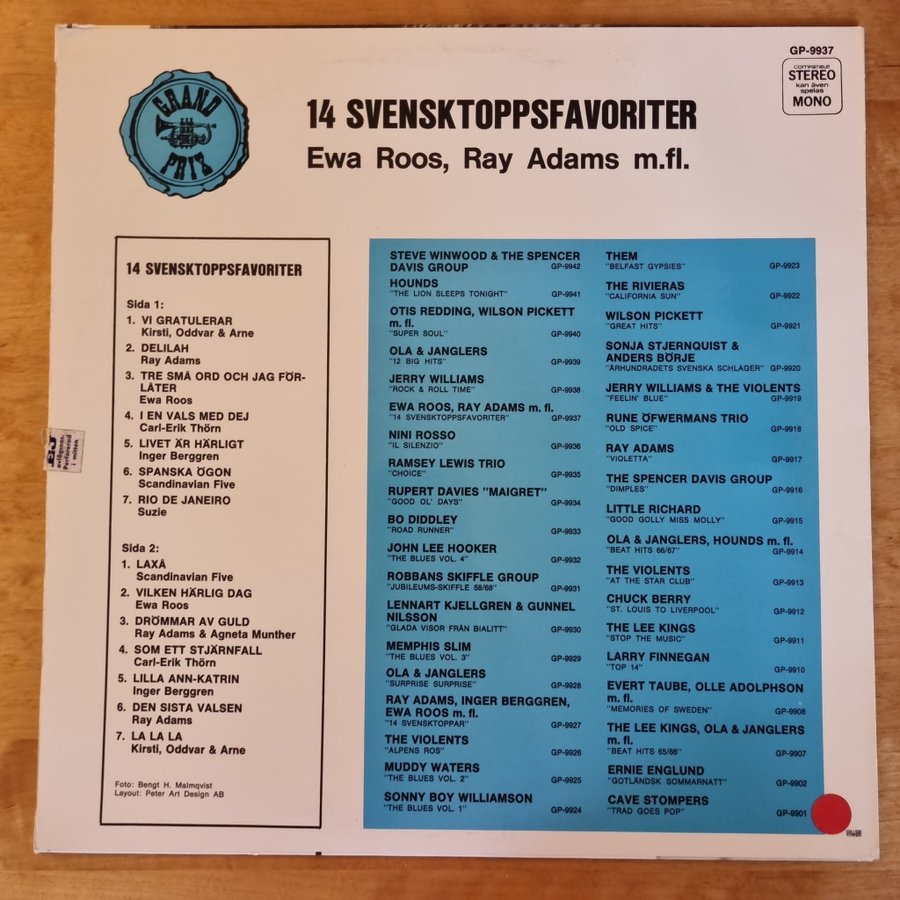 GP-9937
COMPATIBLE
STEREO
kan även
spelas
MONO
GRAND
PRIZ
14 SVENSKTOPPSFAVORITER
Ewa Roos, Ray Adams m.fl.
14 SVENSKTOPPSFAVORITER
Sida 1:
1. VI GRATULERAR
Kirsti, Oddvar & Arne
2. DELILAH
Ray Adams
3. TRE SMÅ ORD OCH JAG FÖR-
LÅTER
Ewa Roos
4. I EN VALS MED DEJ
Carl-Erik Thörn
5. LIVET ÄR HÄRLIGT
Inger Berggren
6. SPANSKA ÖGON
Scandinavian Five
7. RIO DE JANEIRO
Suzie
Sida 2:
1. LAXÅ
Scandinavian Five
2. VILKEN HÄRLIG DAG
Ewa Roos
3. DRÖMMAR AV GULD
Ray Adams & Agneta Munther
4. SOM ETT STJÄRNFALL
Carl-Erik Thörn
5. LILLA ANN-KATRIN
Inger Berggren
6. DEN SISTA VALSEN
Ray Adams
7. LA LA LA
Kirsti, Oddvar & Arne
Foto: Bengt H. Malmqvist
Layout: Peter Art Design AB
STEVE WINWOOD & THE SPENCER
DAVIS GROUP GP-9942
HOUNDS
"THE LION SLEEPS TONIGHT" GP-9941
OTIS REDDING, WILSON PICKETT
m. fl.
"SUPER SOUL" GP-9940
OLA & JANGLERS
"12 BIG HITS" GP-9939
JERRY WILLIAMS
"ROCK & ROLL TIME" GP-9938
EWA ROOS, RAY ADAMS m. fl.
"14 SVENSKTOPPSFAVORITER" GP-9937
NINI ROSSO
"IL SILENZIO" GP-9936
RAMSEY LEWIS TRIO
"CHOICE" GP-9935
RUPERT DAVIES "MAIGRET"
"GOOD OL' DAYS" GP-9934
BO DIDDLEY
"ROAD RUNNER" GP-9933
JOHN LEE HOOKER
"THE BLUES VOL. 4" GP-9932
ROBBANS SKIFFLE GROUP
"JUBILEUMS-SKIFFLE 58/68" GP-9931
LENNART KJELLGREN & GUNNEL
NILSSON
"GLADA VISOR FRÅN BIALITT" GP-9930
MEMPHIS SLIM
"THE BLUES VOL. 3" GP-9929
OLA & JANGLERS
"SURPRISE SURPRISE" GP-9928
RAY ADAMS, INGER BERGGREN,
EWA ROOS m. fl.
"14 SVENSKTOPPAR" GP-9927
THE VIOLENTS
"ALPENS ROS" GP-9926
MUDDY WATERS
"THE BLUES VOL. 2" GP-9925
SONNY BOY WILLIAMSON
"THE BLUES VOL. 1" GP-9924
THEM
"BELFAST GYPSIES" GP-9923
THE RIVIERAS
"CALIFORNIA SUN" GP-9922
WILSON PICKETT
"GREAT HITS" GP-9921
SONJA STJERNQUIST &
ANDERS BÖRJE
"ÅRHUNDRADETS SVENSKA SCHLAGER" GP-9920
JERRY WILLIAMS & THE VIOLENTS
"FEELIN' BLUE" GP-9919
RUNE ÖFWERMANS TRIO
"OLD SPICE" GP-9918
RAY ADAMS
"VIOLETTA" GP-9917
THE SPENCER DAVIS GROUP
"DIMPLES" GP-9916
LITTLE RICHARD
"GOOD GOLLY MISS MOLLY" GP-9915
OLA & JANGLERS, HOUNDS m. fl.
"BEAT HITS 66/67" GP-9914
THE VIOLENTS
"AT THE STAR CLUB" GP-9913
CHUCK BERRY
"ST. LOUIS TO LIVERPOOL" GP-9912
THE LEE KINGS
"STOP THE MUSIC" GP-9911
LARRY FINNEGAN
"TOP 14" GP-9910
EVERT TAUBE, OLLE ADOLPHSON
m. fl.
"MEMORIES OF SWEDEN" GP-9908
THE LEE KINGS, OLA & JANGLERS
m. fl.
"BEAT HITS 65/66" GP-9907
ERNIE ENGLUND
"GOTLÄNDSK SOMMARNATT" GP-9902
CAVE STOMPERS
"TRAD GOES POP" GP-9901
EJ
avlägsnas.
Perforerad
i mitten